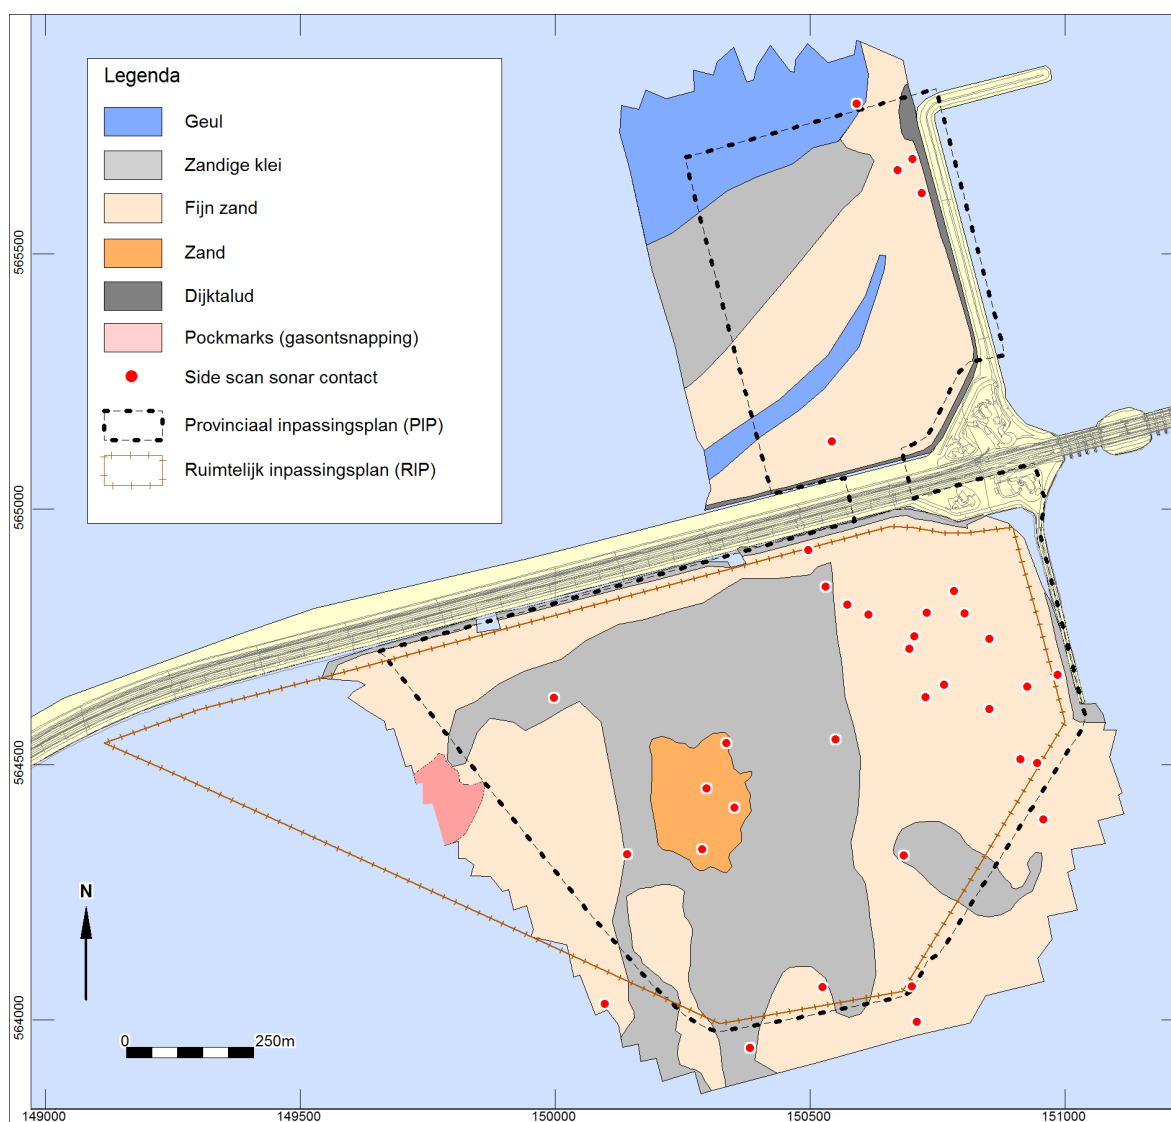 Legenda
Geul
Zandige klei
Fijn zand
Zand
Dijktalud
Pockmarks (gasontsnapping)
Side scan sonar contact
Provinciaal inpassingsplan (PIP)
Ruimtelijk inpassingsplan (RIP)
565500
565000
564500
564000
N
0 250m
149000 149500 150000 150500 151000